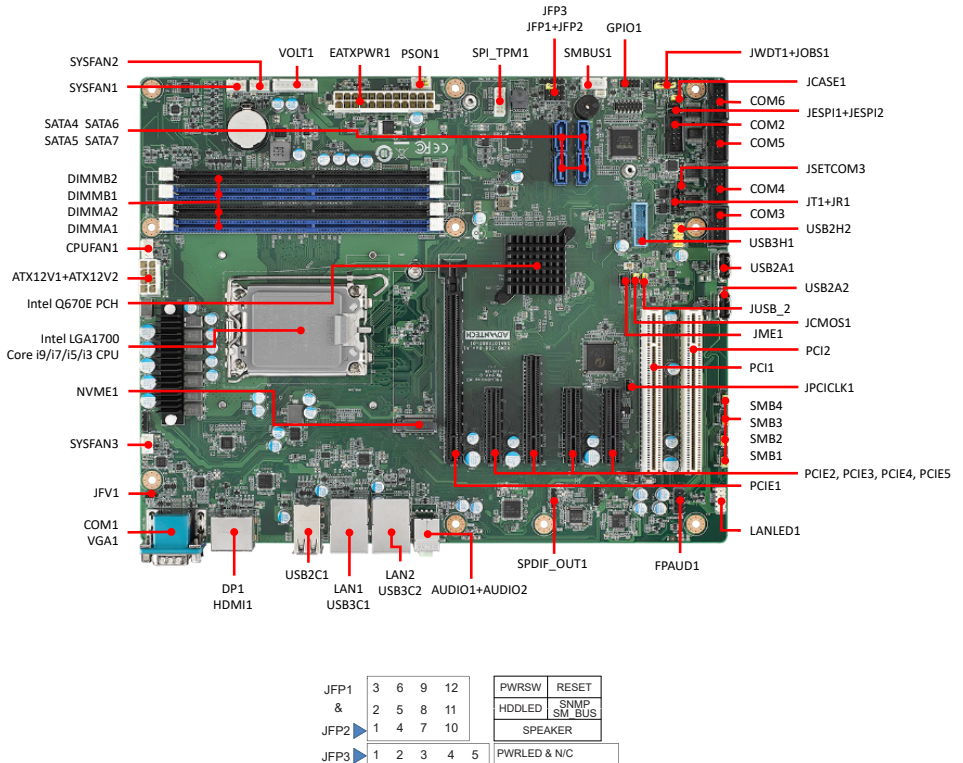 JFP3
JFP1+JFP2
GPIO1
VOLT1
EATXPWR1
PSON1
SPI_TPM1
SMBUS1
JWDT1+JOBS1
SYSFAN2
SYSFAN1
JCASE1
COM6
JESPI1+JESPI2
SATA4 SATA6
SATA5 SATA7
COM2
COM5
JSETCOM3
DIMMB2
DIMMB1
DIMMA2
DIMMA1
COM4
JT1+JR1
COM3
USB2H2
CPUFAN1
USB3H1
ATX12V1+ATX12V2
USB2A1
Intel Q670E PCH
USB2A2
JUSB_2
JCMOS1
JME1
Intel LGA1700
Core i9/i7/i5/i3 CPU
ADVANTECH
PCI2
PCI1
NVME1
JPCICLK1
SMB4
SMB3
SMB2
SMB1
SYSFAN3
PCIE2, PCIE3, PCIE4, PCIE5
PCIE1
JFV1
COM1
VGA1
LANLED1
SPDIF_OUT1
FPAUD1
USB2C1
DP1
HDMI1
LAN1
USB3C1
LAN2
USB3C2
AUDIO1+AUDIO2
JFP1 3 6 9 12 PWRSW RESET
& 2 5 8 11 HDDLED SNMP SM_BUS
JFP2 1 4 7 10 SPEAKER
JFP3 1 2 3 4 5 PWRLED & N/C